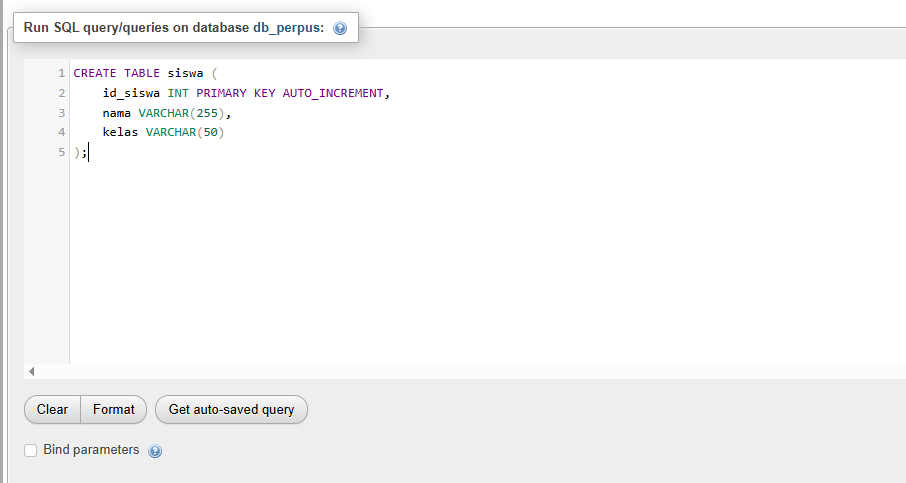 Run SQL query/queries on database db_perpus:
1 CREATE TABLE siswa (
2 id_siswa INT PRIMARY KEY AUTO_INCREMENT,
3 nama VARCHAR(255),
4 kelas VARCHAR(50)
5 );
Clear Format Get auto-saved query
Bind parameters